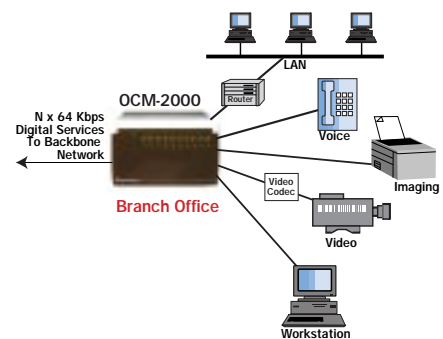 LAN
OCM-2000
Router
N x 64 Kbps
Digital Services
To Backbone
Network
Voice
Imaging
Video
Codec
Branch Office
Video
Workstation